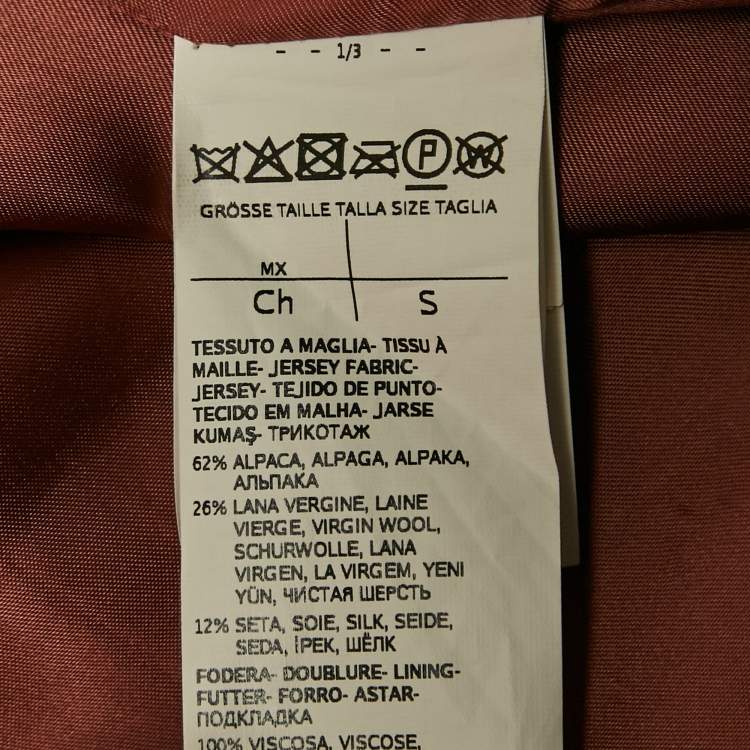 - - 1/3 - -
P W
GRÖSSE TAILLE TALLA SIZE TAGLIA
MX
Ch S
TESSUTO A MAGLIA- TISSU À
MAILLE- JERSEY FABRIC-
JERSEY- TEJIDO DE PUNTO-
TECIDO EM MALHA- JARSE
KUMAŞ- ТРИКОТАЖ
62% ALPACA, ALPAGA, ALPAKA,
АЛЬПАКА
26% LANA VERGINE, LAINE
VIERGE, VIRGIN WOOL,
SCHURWOLLE, LANA
VIRGEN, LA VIRGEM, YENI
YÜN, ЧИСТАЯ ШЕРСТЬ
12% SETA, SOIE, SILK, SEIDE,
SEDA, İPEK, ШЁЛК
FODERA- DOUBLURE- LINING-
FUTTER- FORRO- ASTAR-
ПОДКЛАДКА
100% VISCOSA, VISCOSE,